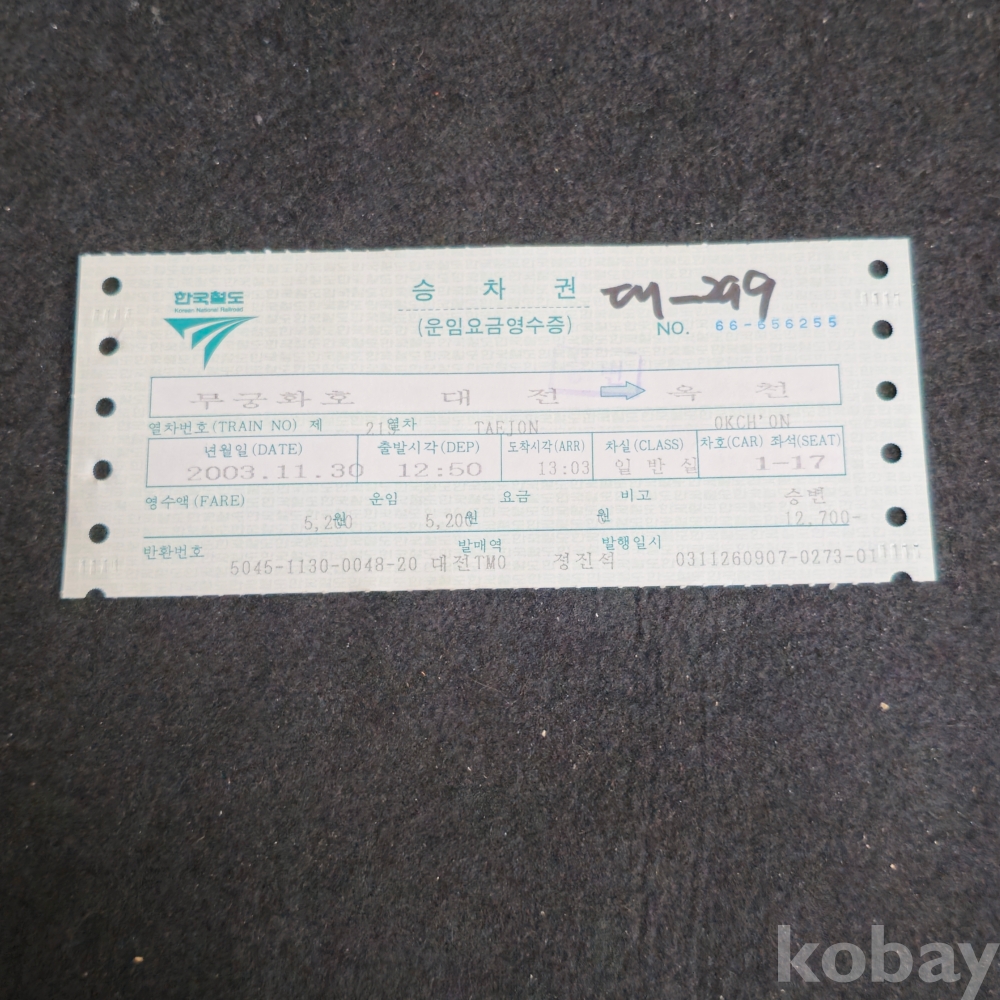 한국철도
Korean National Railroad
승 차 권
(운임요금영수증)
NO. 66-656255
무궁화호 대 전 옥 천
열차번호(TRAIN NO) 제 열차 TAEJON OKCH'ON
년월일(DATE) 출발시각(DEP) 도착시각(ARR) 차실(CLASS) 차호(CAR) 좌석(SEAT)
2003.11.30 12:50 13:03 일반실 1-17
영수액(FARE) 운임 요금 비고 승변
5,200원 5,200원 원 12,700-
반환번호 발매역 발행일시
5045-1130-0048-20 대전TMO 정진석 0311260907-0273-01
kobay